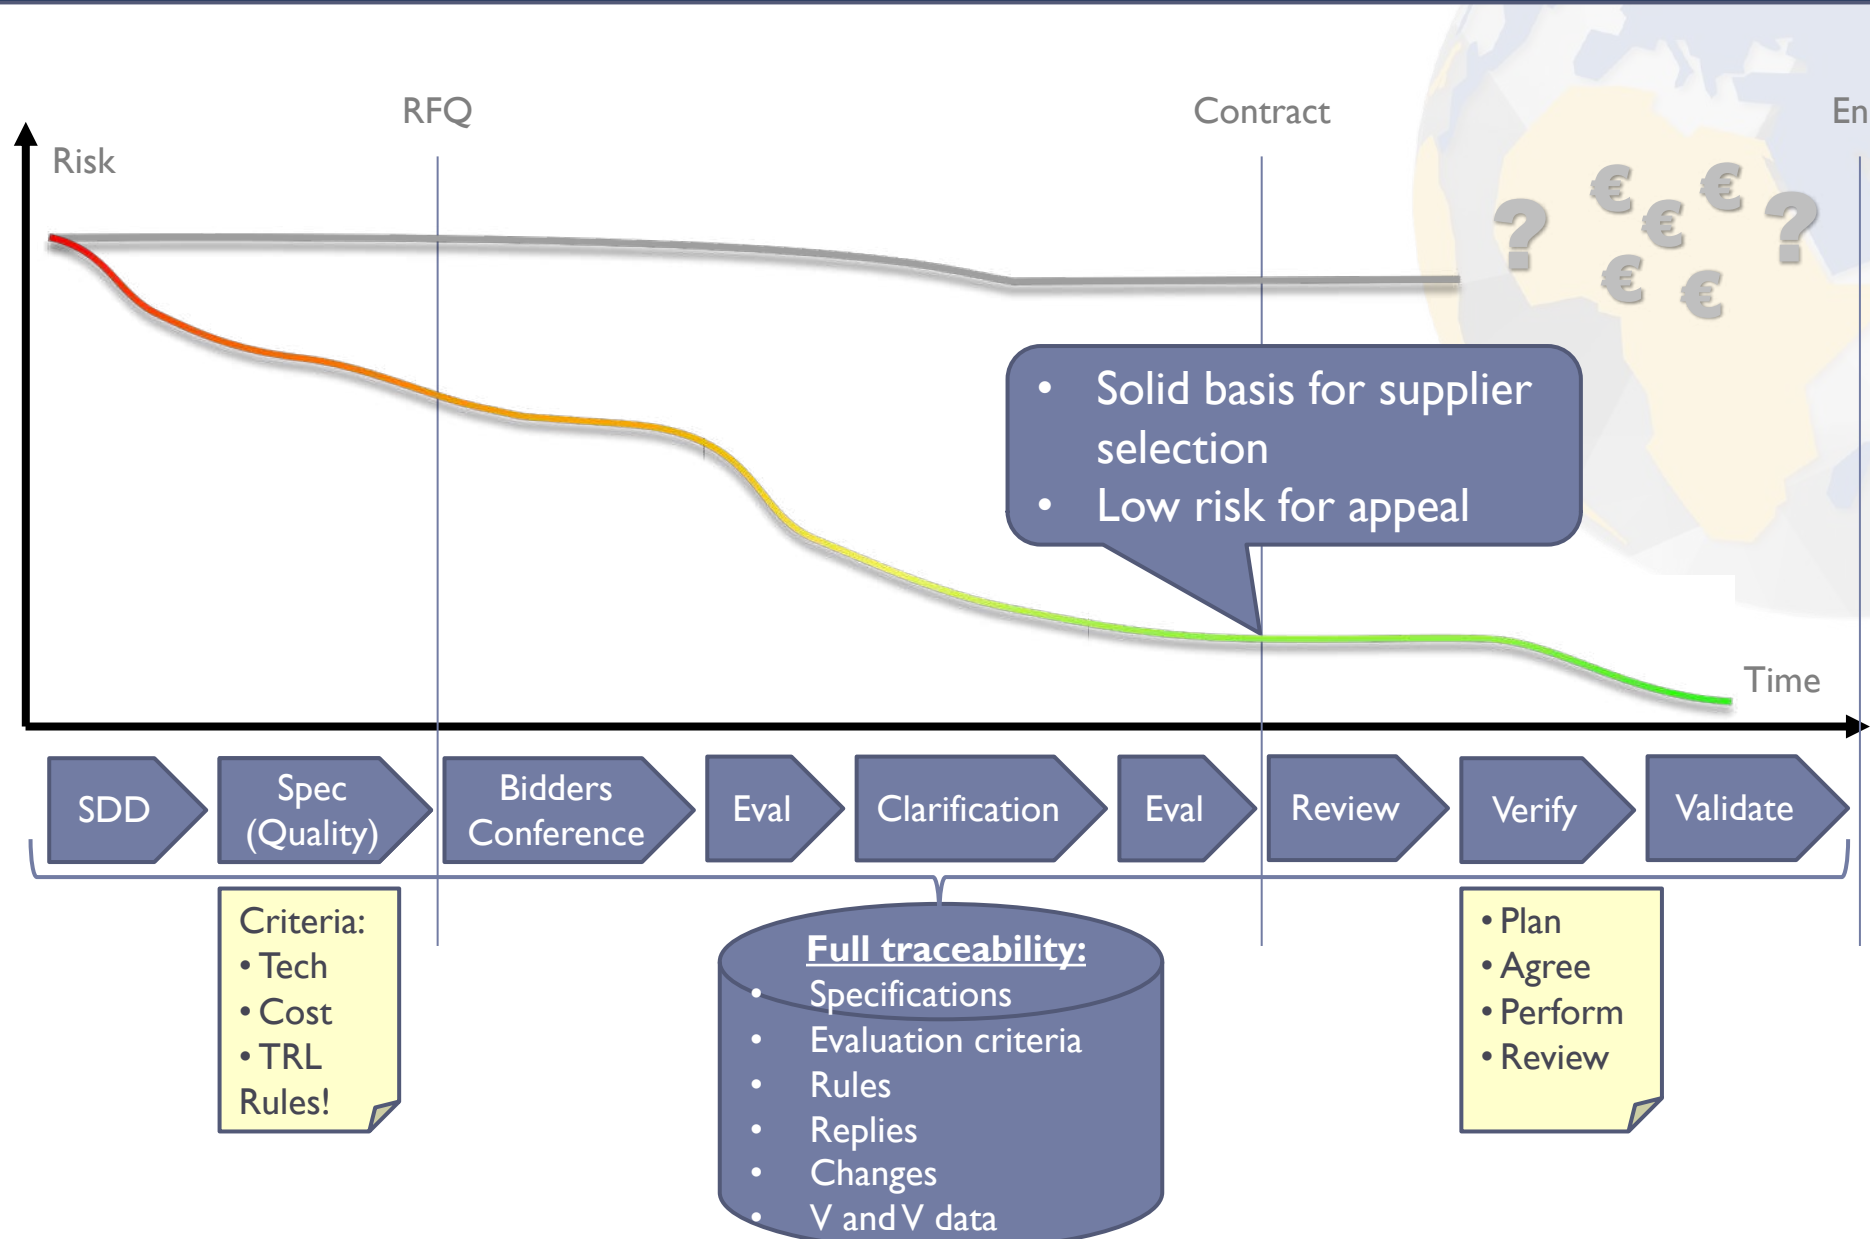 RFQ
Contract
En
Risk
? € € € ?
€ €
• Solid basis for supplier
selection
• Low risk for appeal
Time
SDD
Spec
(Quality)
Bidders
Conference
Eval
Clarification
Eval
Review
Verify
Validate
Criteria:
• Tech
• Cost
• TRL
Rules!
Full traceability:
• Specifications
• Evaluation criteria
• Rules
• Replies
• Changes
• V and V data
• Plan
• Agree
• Perform
• Review